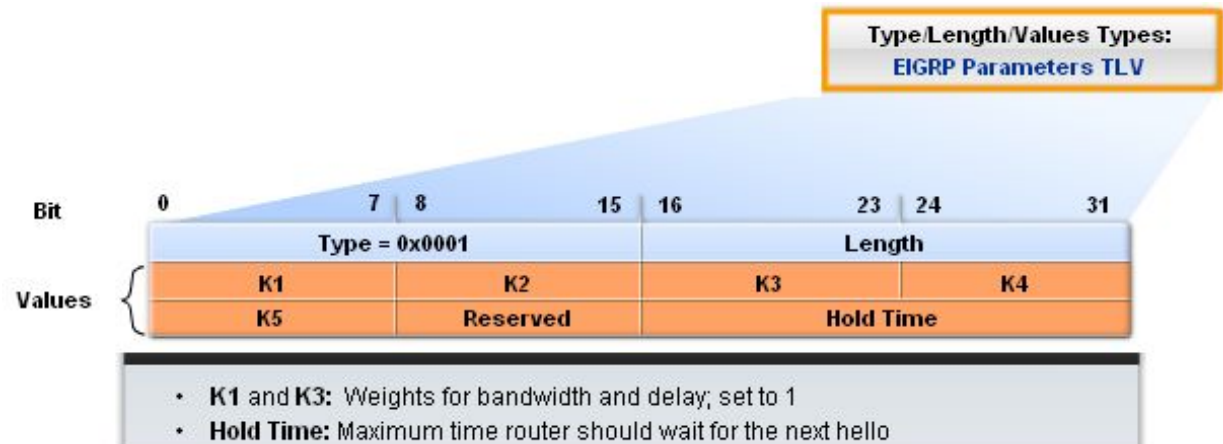 Type/Length/Values Types:
EIGRP Parameters TLV
Bit 0 7 8 15 16 23 24 31
Type = 0x0001 Length
Values
K1 K2 K3 K4
K5 Reserved Hold Time
• K1 and K3: Weights for bandwidth and delay; set to 1
• Hold Time: Maximum time router should wait for the next hello